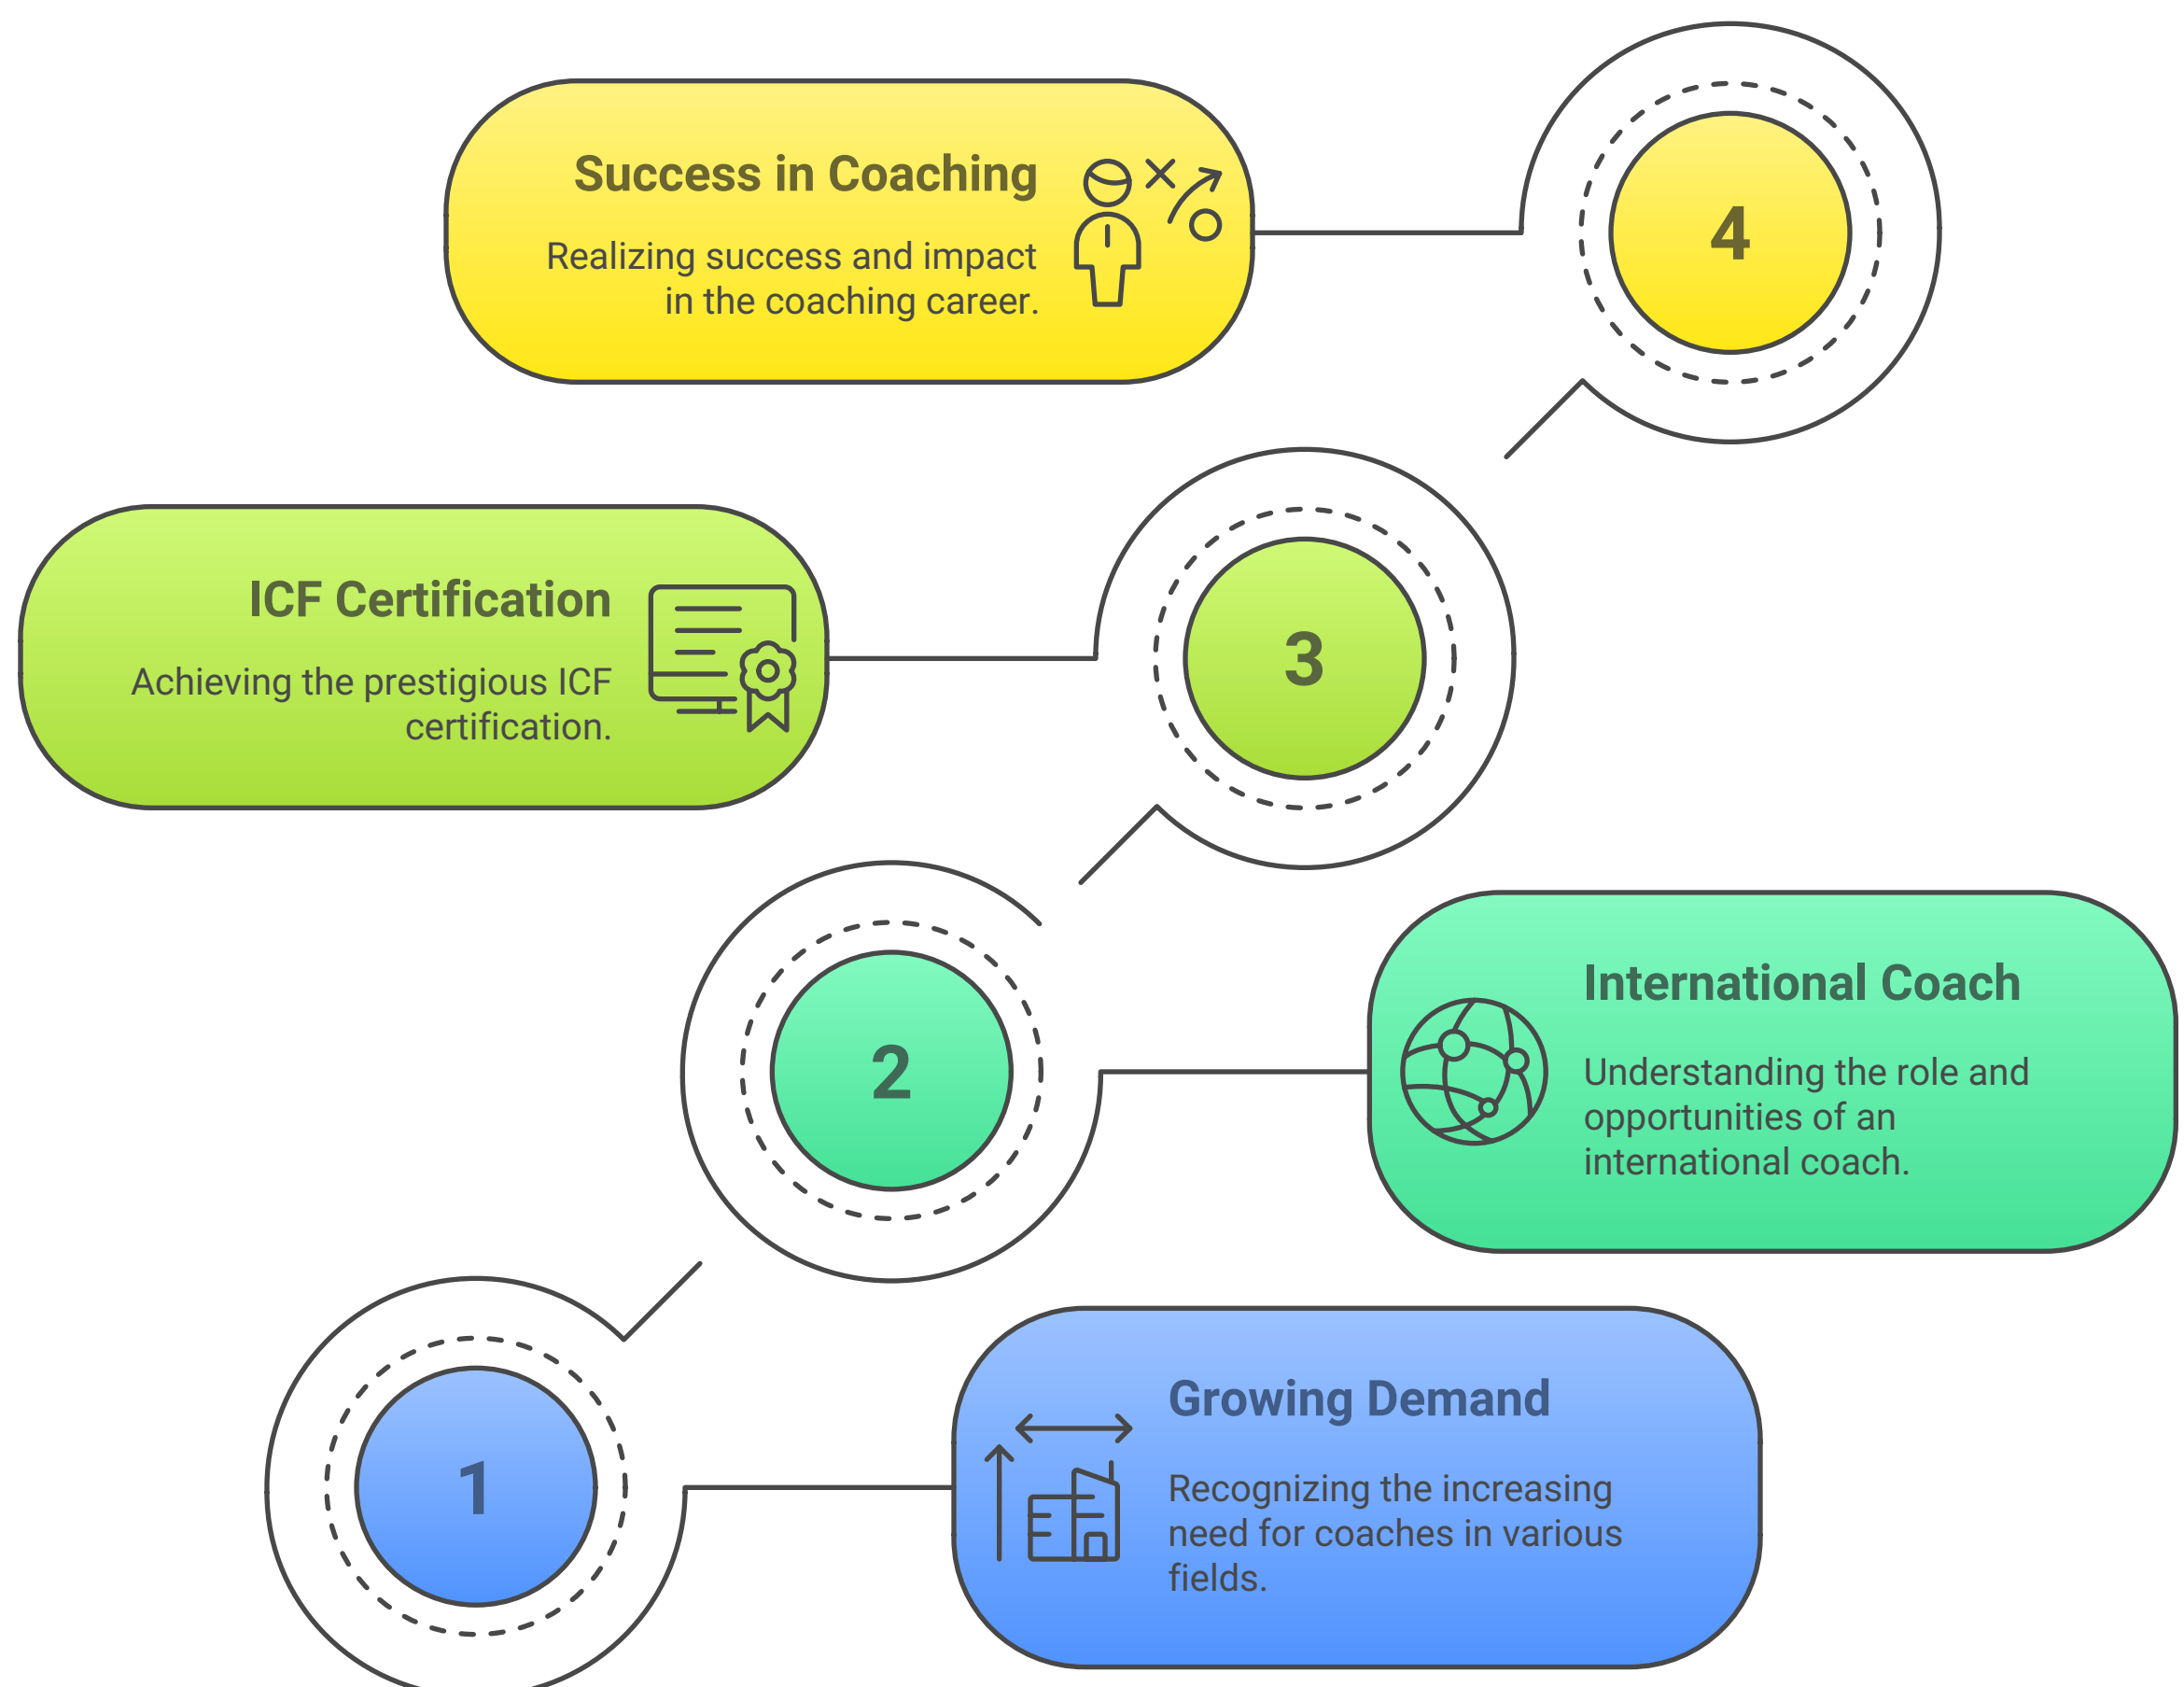 Success in Coaching
Realizing success and impact
in the coaching career.
4
ICF Certification
Achieving the prestigious ICF
certification.
3
2
International Coach
Understanding the role and
opportunities of an
international coach.
1
Growing Demand
Recognizing the increasing
need for coaches in various
fields.